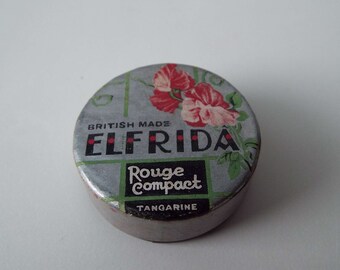 BRITISH MADE
ELFRIDA
Rouge
Compact
TANGARINE